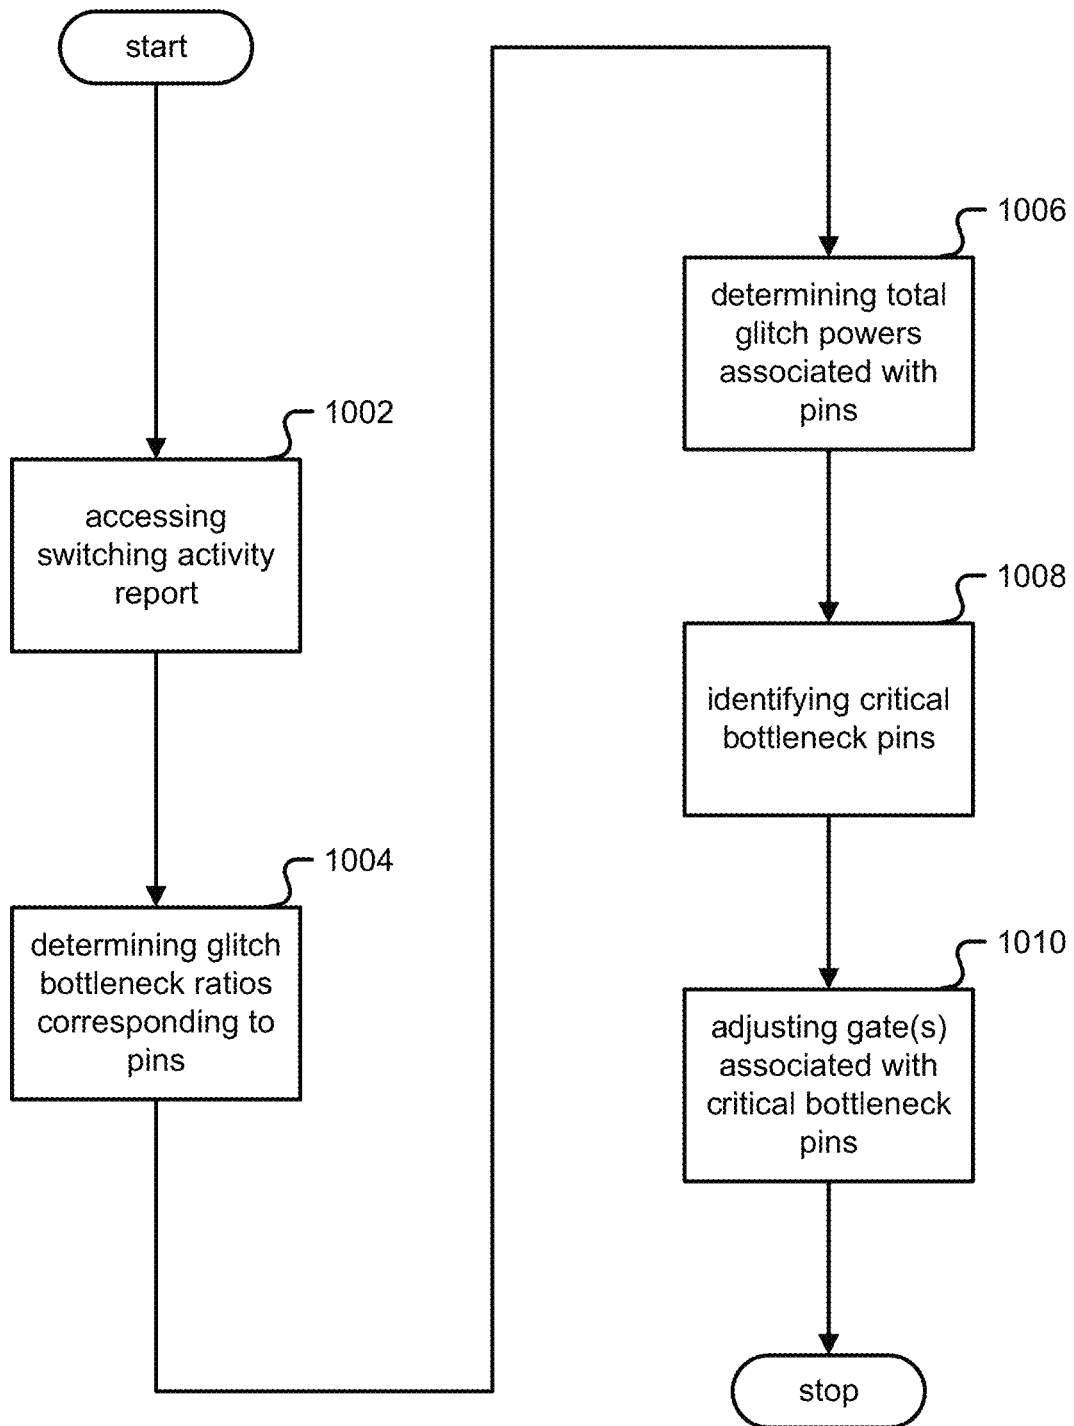 start
1002
accessing
switching activity
report
1004
determining glitch
bottleneck ratios
corresponding to
pins
1006
determining total
glitch powers
associated with
pins
1008
identifying critical
bottleneck pins
1010
adjusting gate(s)
associated with
critical bottleneck
pins
stop